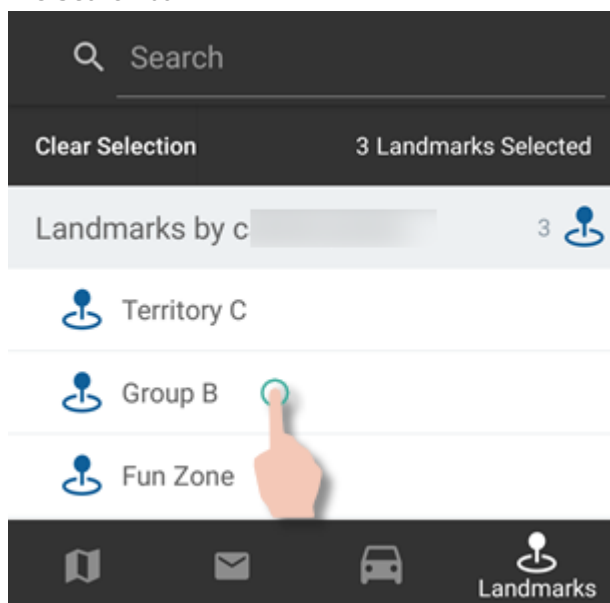 Search
Clear Selection 3 Landmarks Selected
Landmarks by c 3
Territory C
Group B
Fun Zone
Landmarks